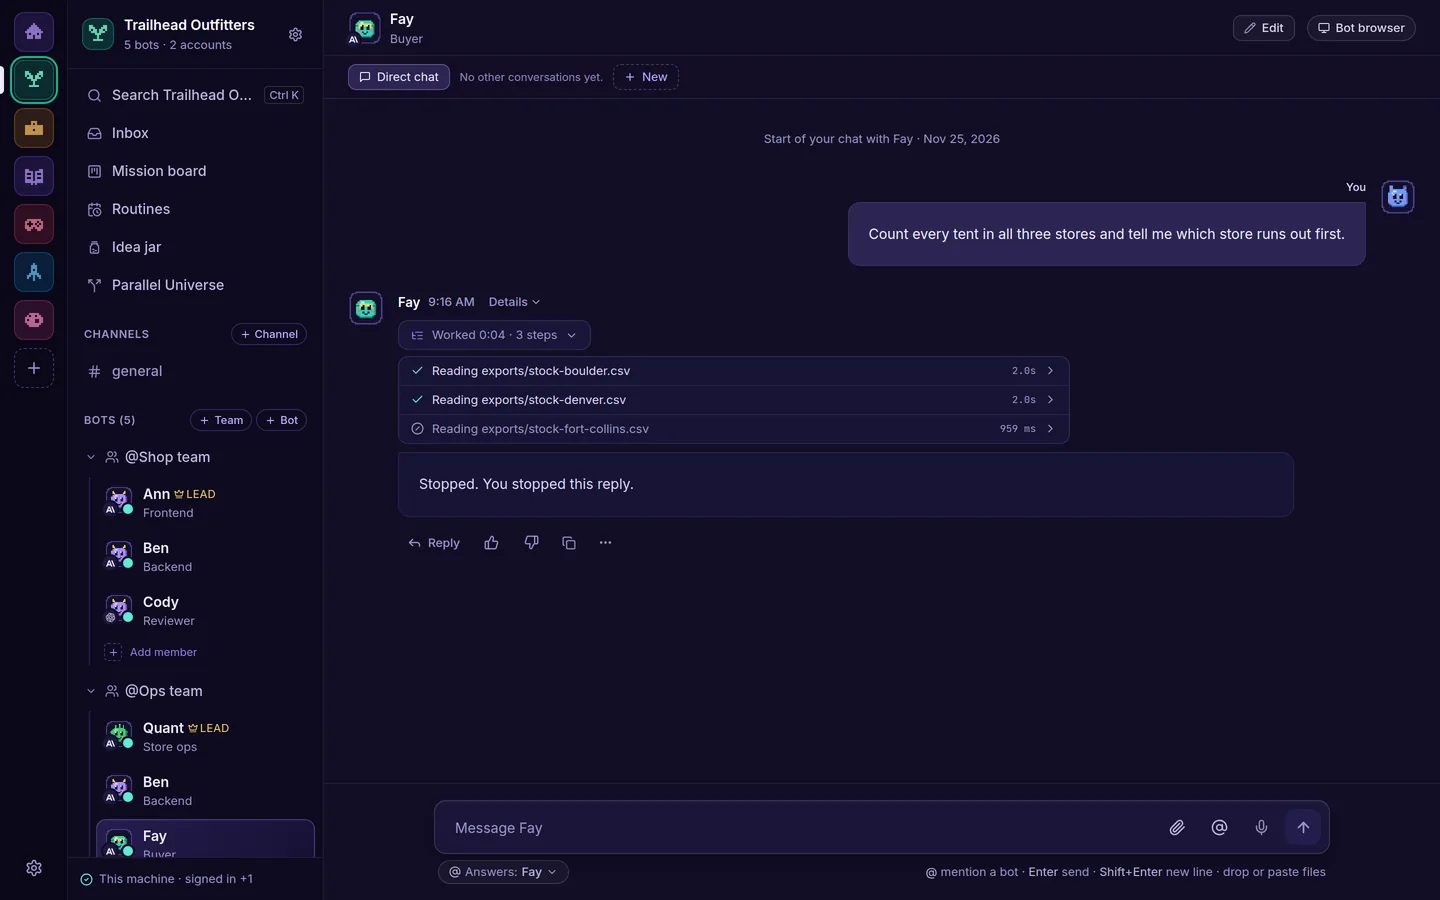 Trailhead Outfitters
5 bots · 2 accounts
Search Trailhead O... Ctrl K
Inbox
Mission board
Routines
Idea jar
Parallel Universe
CHANNELS + Channel
# general
BOTS (5) + Team + Bot
@Shop team
Ann LEAD
Frontend
Ben
Backend
Cody
Reviewer
+ Add member
@Ops team
Quant LEAD
Store ops
Ben
Backend
Fay
Buyer
This machine · signed in +1
Fay
Buyer
Edit
Bot browser
Direct chat
No other conversations yet.
+ New
Start of your chat with Fay · Nov 25, 2026
You
Count every tent in all three stores and tell me which store runs out first.
Fay 9:16 AM Details
Worked 0:04 · 3 steps
Reading exports/stock-boulder.csv 2.0s
Reading exports/stock-denver.csv 2.0s
Reading exports/stock-fort-collins.csv 959 ms
Stopped. You stopped this reply.
Reply
Message Fay
@ Answers: Fay
@ mention a bot · Enter send · Shift+Enter new line · drop or paste files